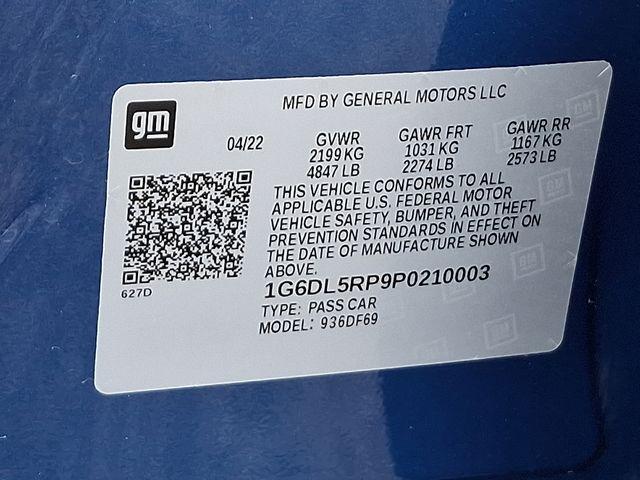 gm
MFD BY GENERAL MOTORS LLC
04/22 GVWR GAWR FRT GAWR RR
2199 KG 1031 KG 1167 KG
4847 LB 2274 LB 2573 LB
THIS VEHICLE CONFORMS TO ALL
APPLICABLE U.S. FEDERAL MOTOR
VEHICLE SAFETY, BUMPER, AND THEFT
PREVENTION STANDARDS IN EFFECT ON
THE DATE OF MANUFACTURE SHOWN
ABOVE.
627D
1G6DL5RP9P0210003
TYPE: PASS CAR
MODEL: 936DF69